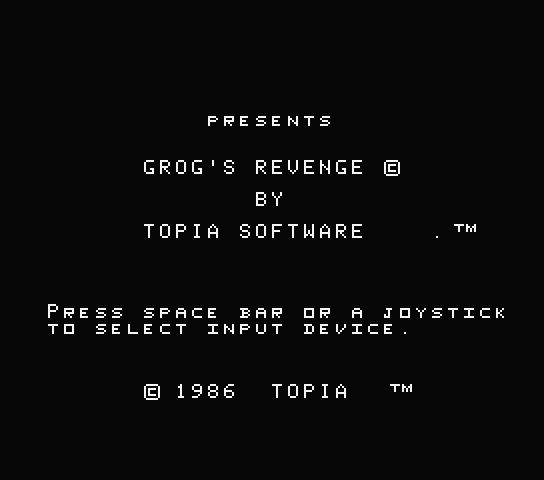 PRESENTS
GROG'S REVENGE ©
BY
TOPIA SOFTWARE .™
PRESS SPACE BAR OR A JOYSTICK
TO SELECT INPUT DEVICE.
© 1986 TOPIA ™